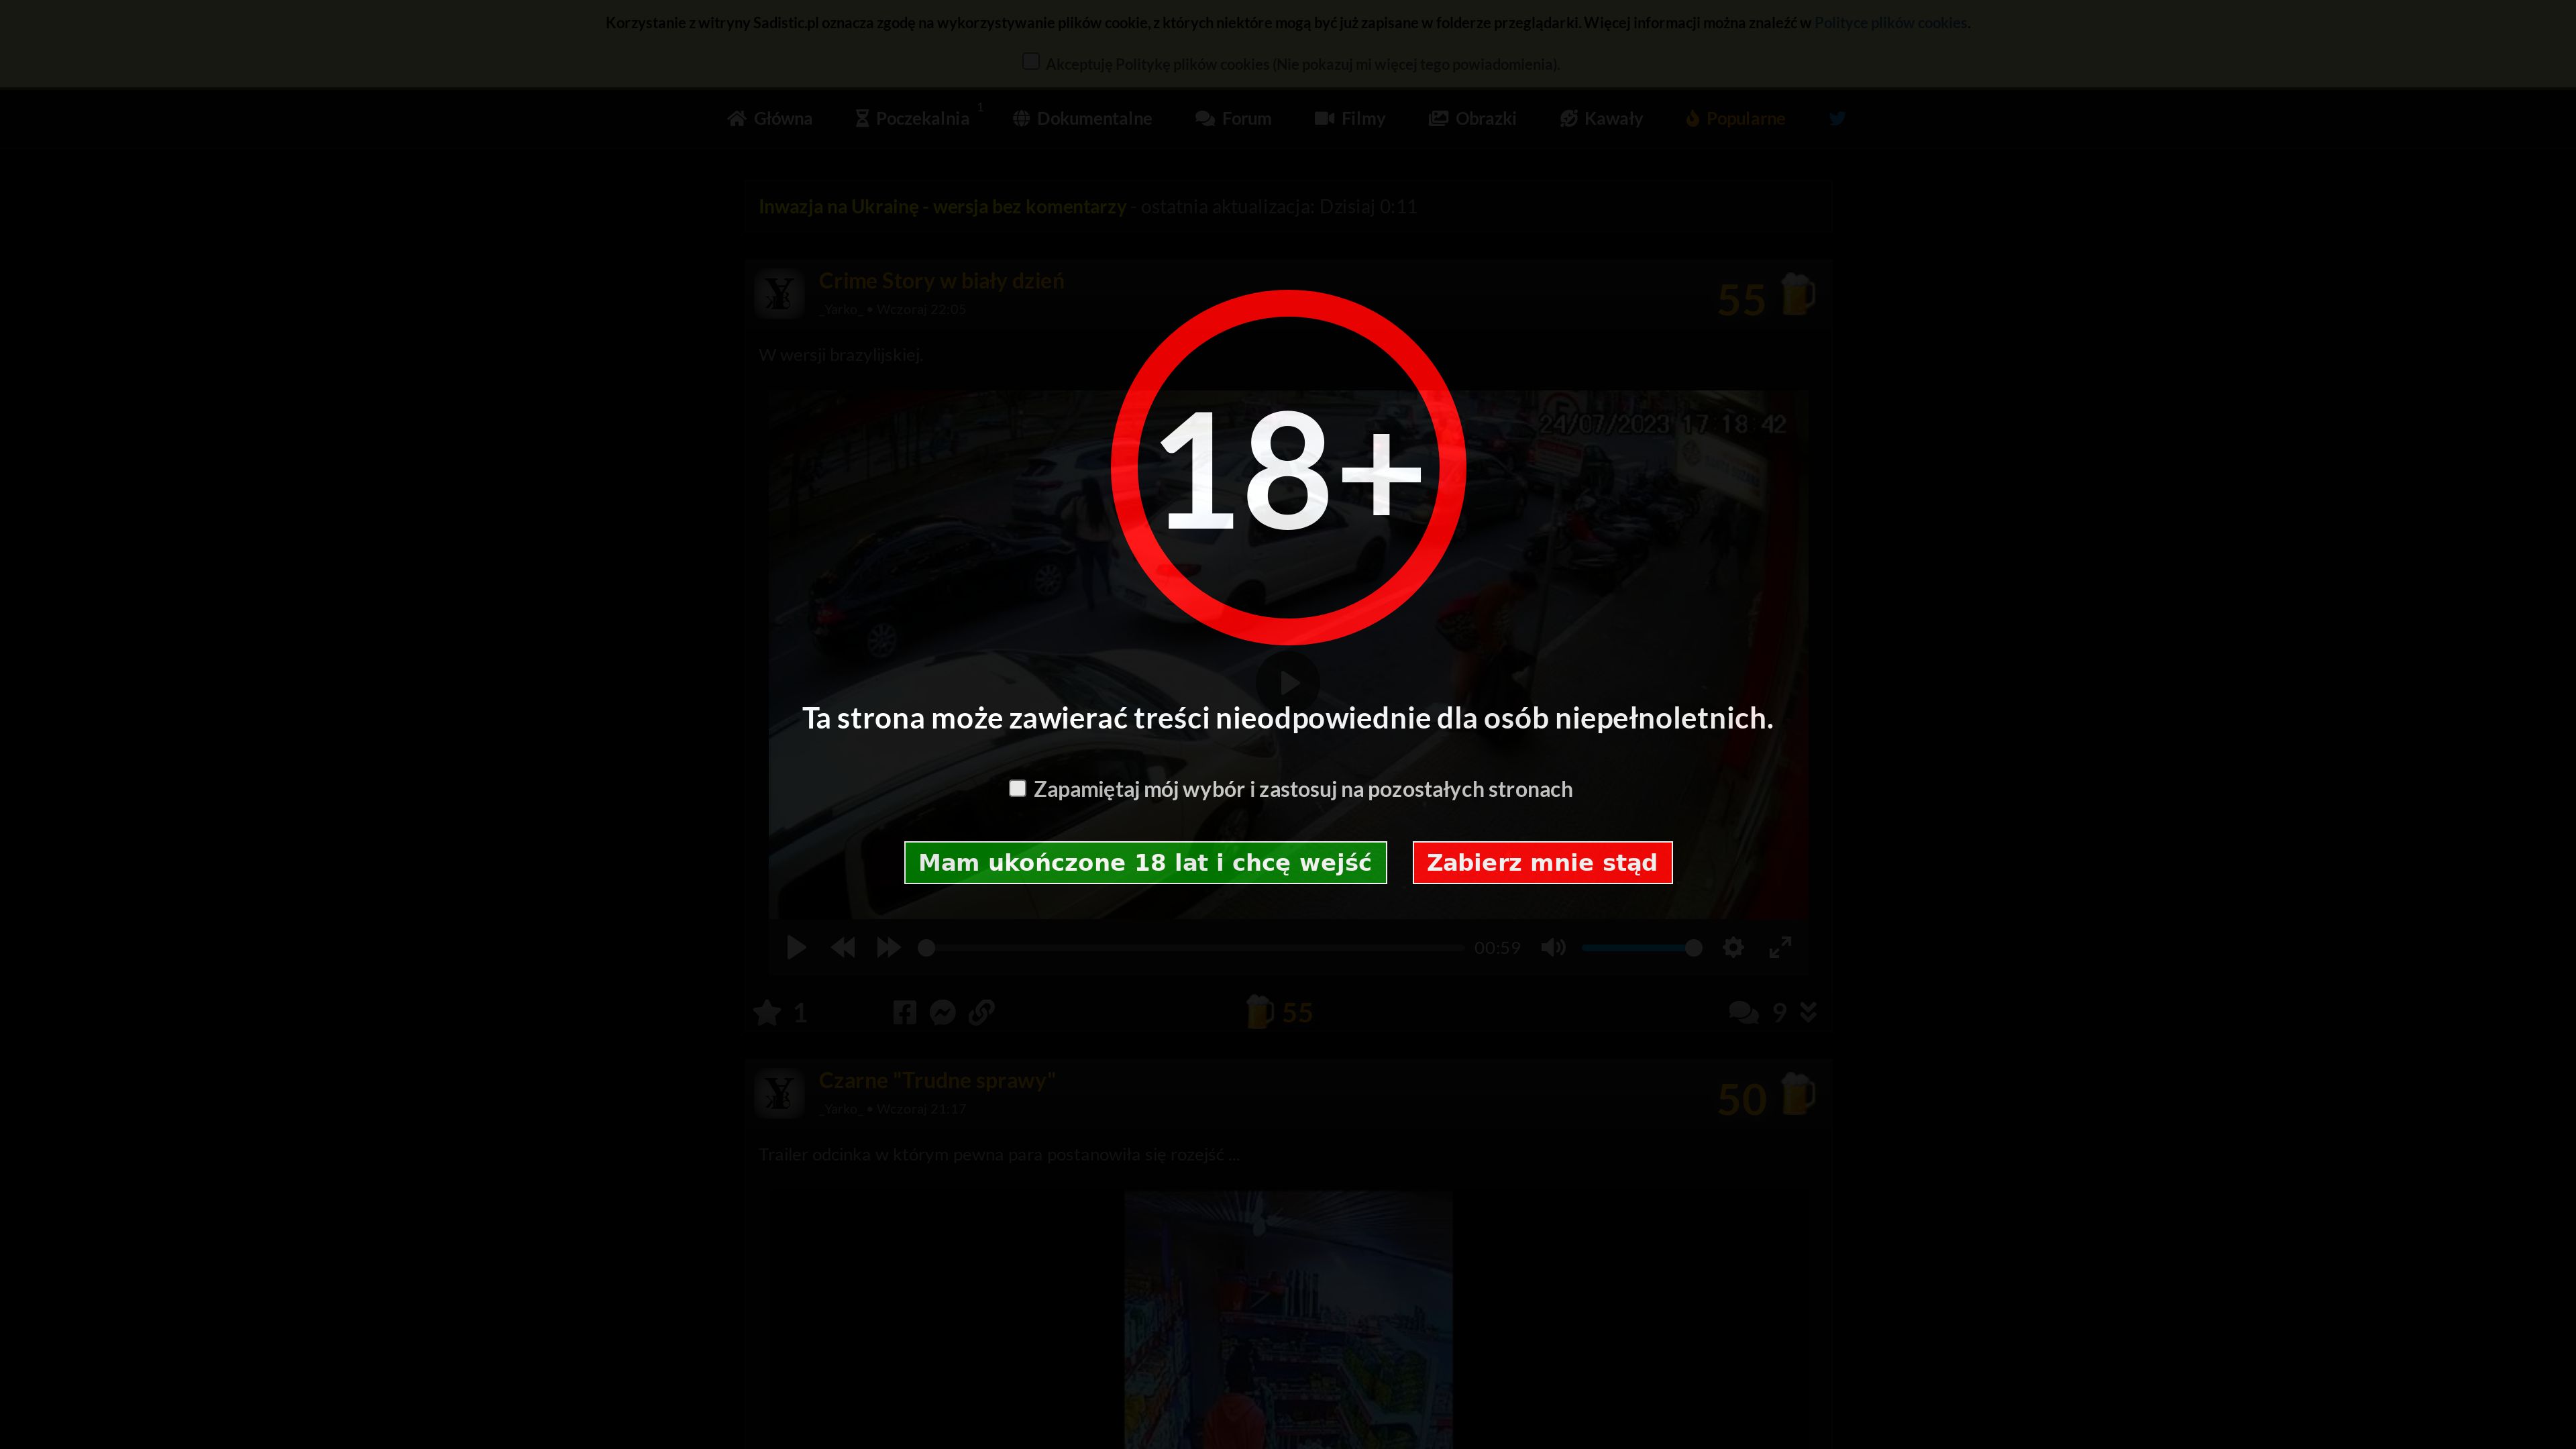 Korzystanie z witryny Sadistic.pl oznacza zgodę na wykorzystywanie plików cookie, z których niektóre mogą być już zapisane w folderze przeglądarki. Więcej informacji można znaleźć w Polityce plików cookies.
Akceptuję Politykę plików cookies (Nie pokazuj mi więcej tego powiadomienia).
Główna Poczekalnia 1 Dokumentalne Forum Filmy Obrazki Kawały Popularne
Inwazja na Ukrainę - wersja bez komentarzy - ostatnia aktualizacja: Dzisiaj 0:11
Crime Story w biały dzień
_Yarko_ • Wczoraj 22:05
55
W wersji brazylijskiej.
24/07/2023 17:18:42
18+
Ta strona może zawierać treści nieodpowiednie dla osób niepełnoletnich.
Zapamiętaj mój wybór i zastosuj na pozostałych stronach
Mam ukończone 18 lat i chcę wejść Zabierz mnie stąd
00:59
1 55 9
Czarne "Trudne sprawy"
_Yarko_ • Wczoraj 21:17
50
Trailer odcinka w którym pewna para postanowiła się rozejść ...